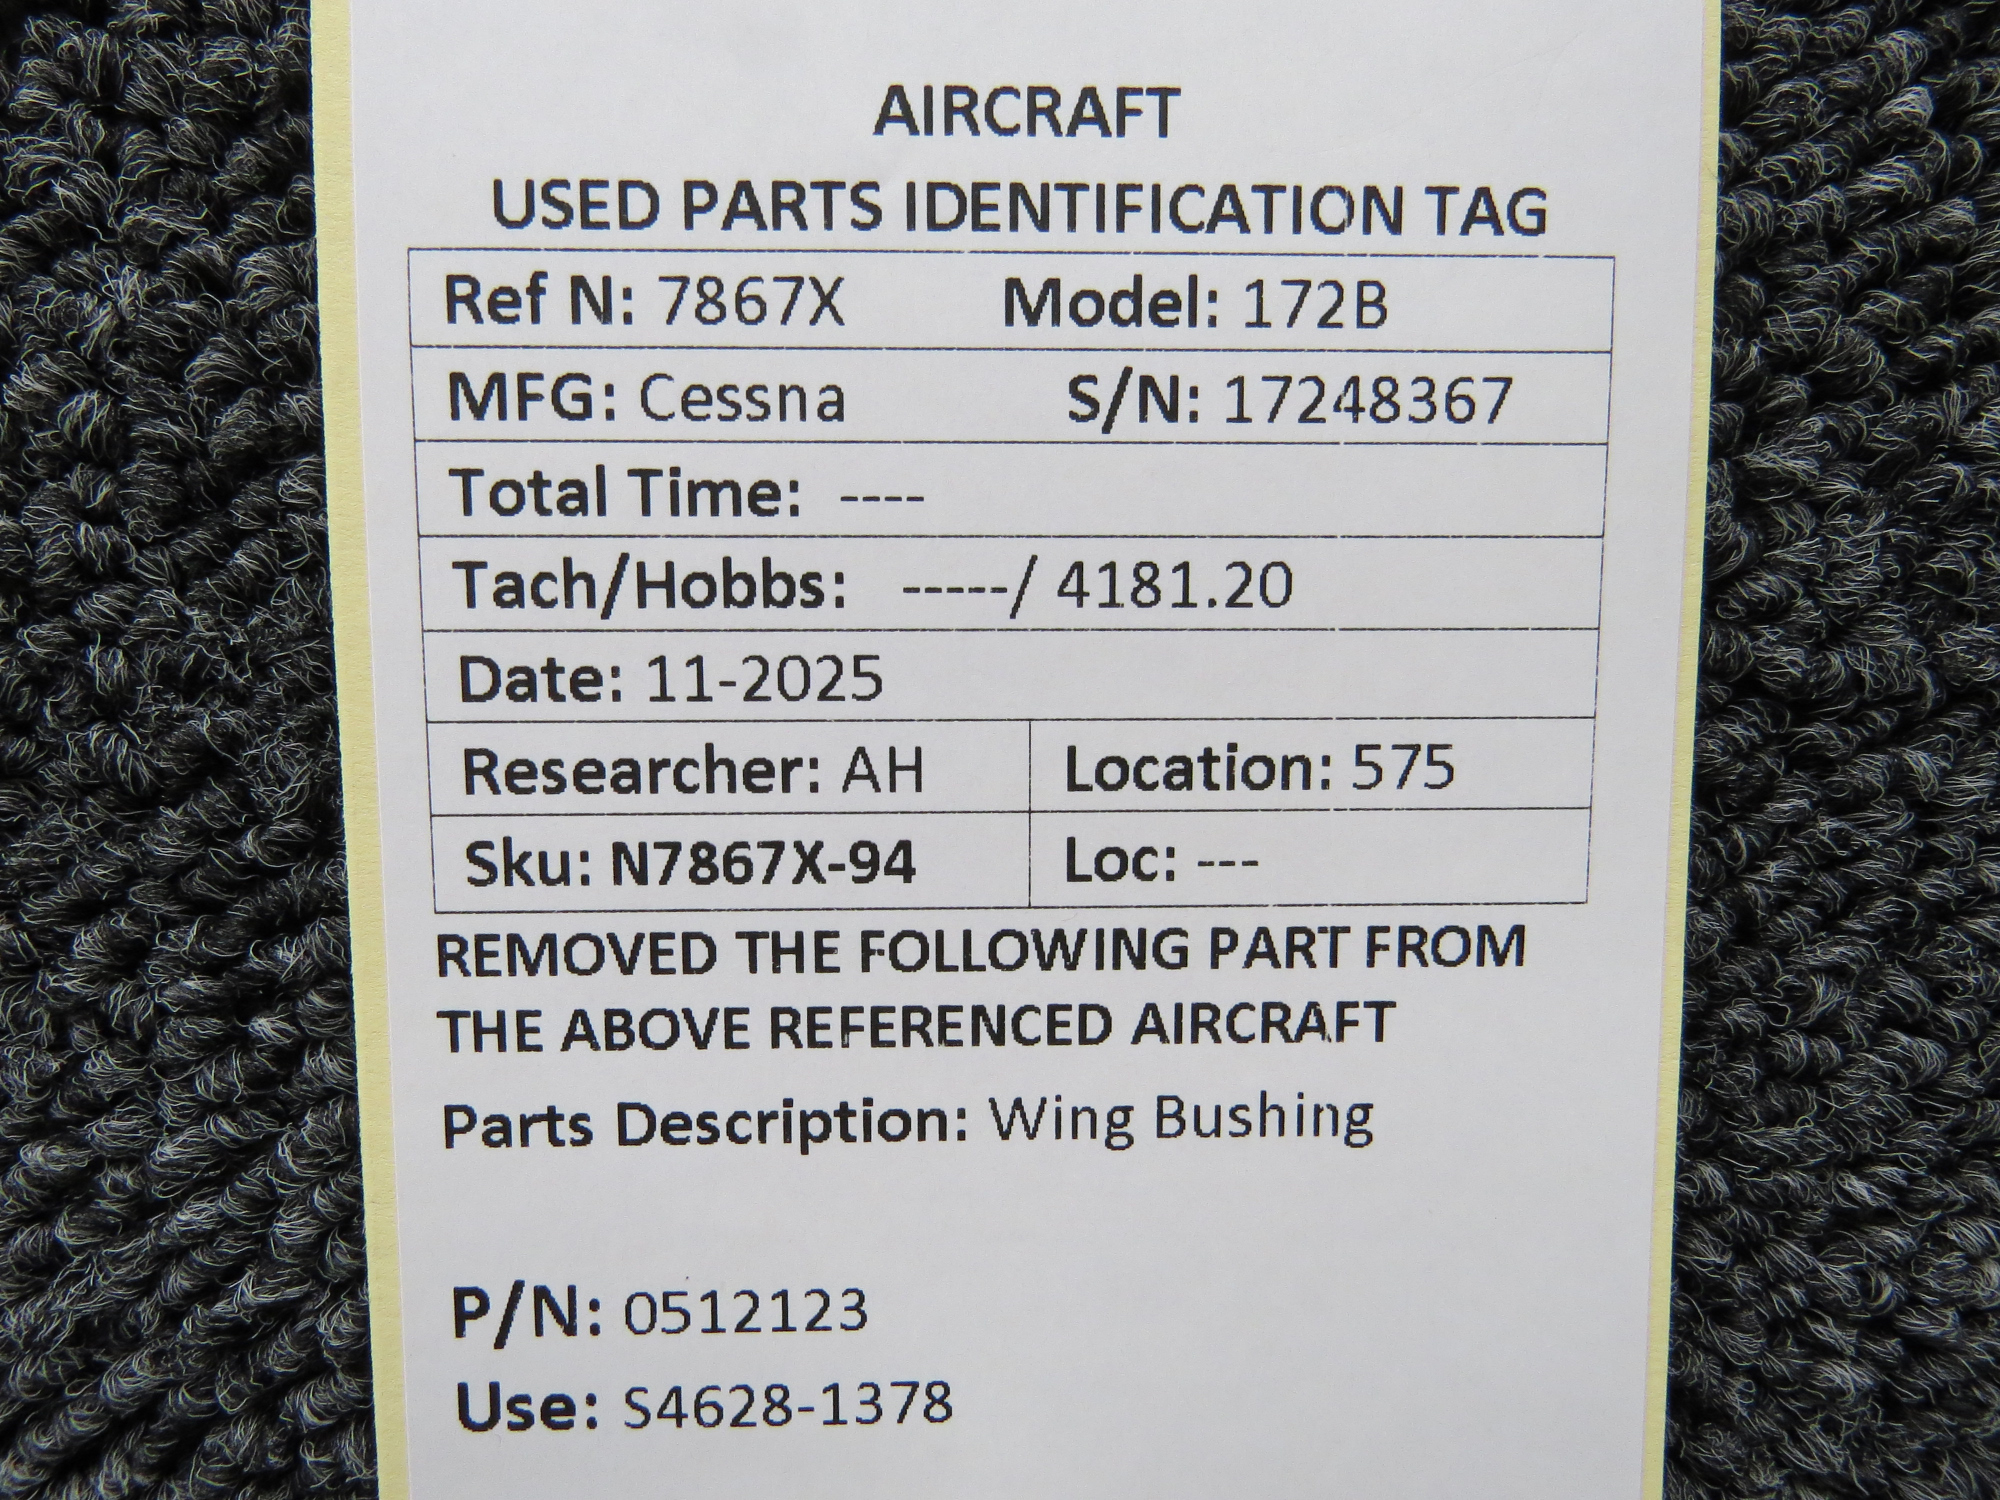 AIRCRAFT
USED PARTS IDENTIFICATION TAG
Ref N: 7867X Model: 172B
MFG: Cessna S/N: 17248367
Total Time: ----
Tach/Hobbs: -----/ 4181.20
Date: 11-2025
Researcher: AH Location: 575
Sku: N7867X-94 Loc: ---
REMOVED THE FOLLOWING PART FROM
THE ABOVE REFERENCED AIRCRAFT
Parts Description: Wing Bushing
P/N: 0512123
Use: S4628-1378